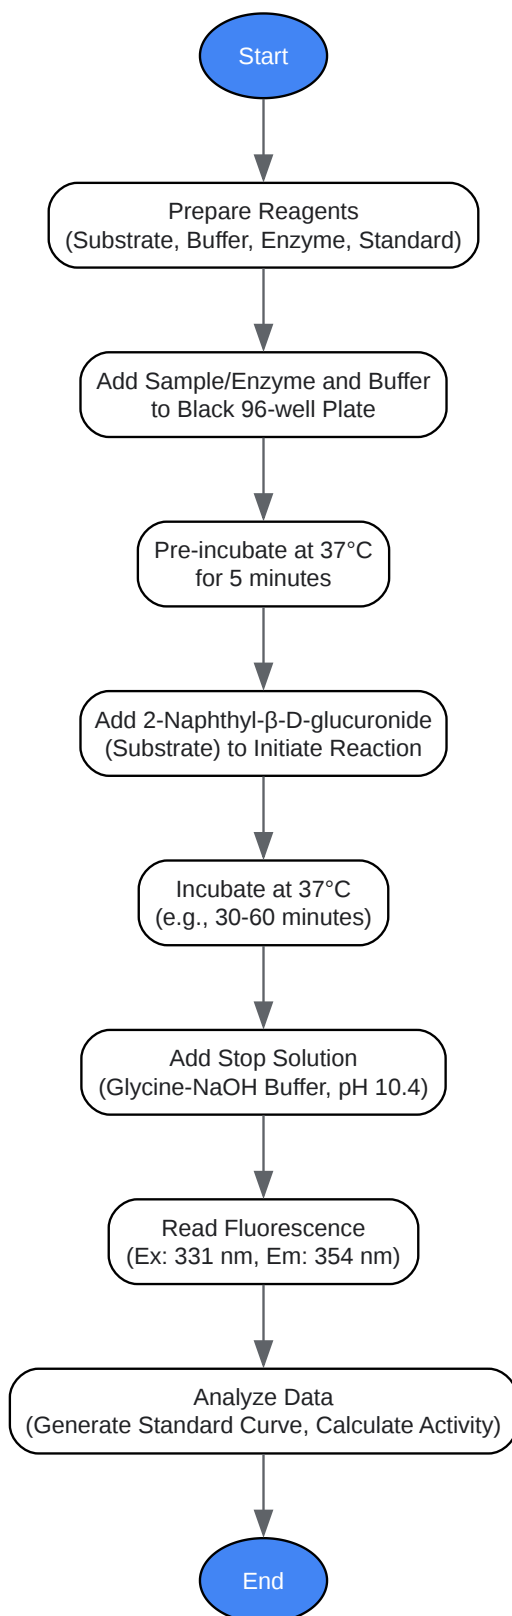 Start
Prepare Reagents
(Substrate, Buffer, Enzyme, Standard)
Add Sample/Enzyme and Buffer
to Black 96-well Plate
Pre-incubate at 37°C
for 5 minutes
Add 2-Naphthyl-β-D-glucuronide
(Substrate) to Initiate Reaction
Incubate at 37°C
(e.g., 30-60 minutes)
Add Stop Solution
(Glycine-NaOH Buffer, pH 10.4)
Read Fluorescence
(Ex: 331 nm, Em: 354 nm)
Analyze Data
(Generate Standard Curve, Calculate Activity)
End